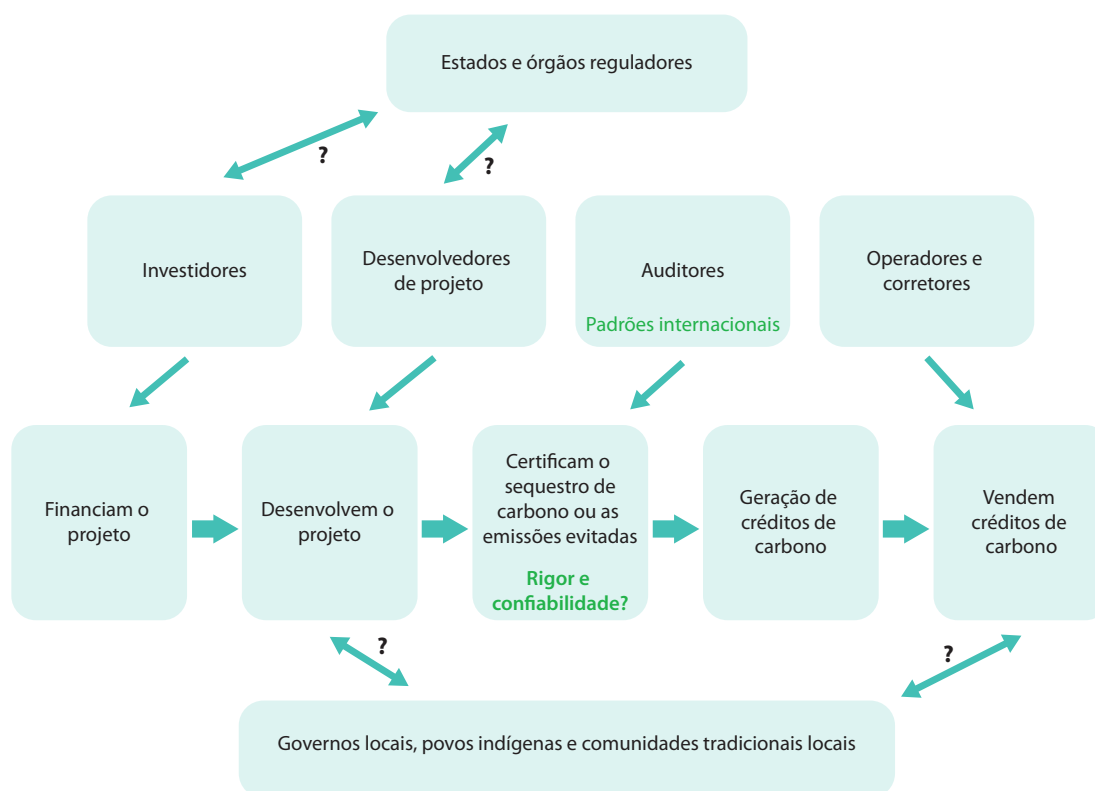 Estados e órgãos reguladores
?
?
Investidores
Desenvolvedores
de projeto
Auditores
Padrões internacionais
Operadores e
corretores
Financiam o
projeto
Desenvolvem o
projeto
Certificam o
sequestro de
carbono ou as
emissões evitadas
Rigor e
confiabilidade?
Geração de
créditos de
carbono
Vendem
créditos de
carbono
?
?
Governos locais, povos indígenas e comunidades tradicionais locais